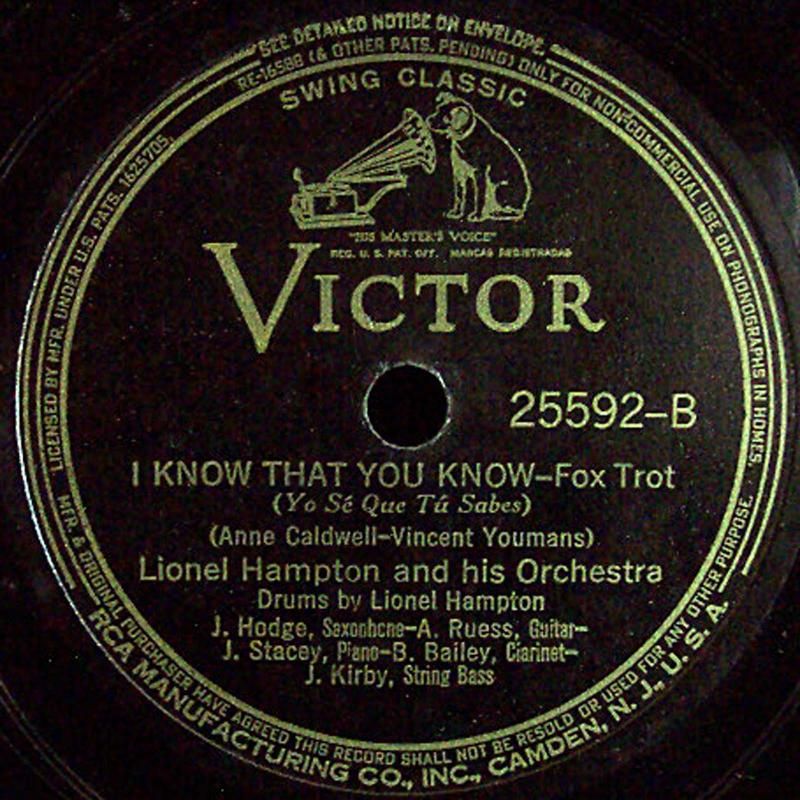 SEE DETAILED NOTICE ON ENVELOPE.
RE-16588 (& OTHER PATS. PENDING) ONLY FOR NON-COMMERCIAL USE ON PHONOGRAPHS IN HOMES.
LICENSED BY MFR. UNDER U.S. PATS. 1625705,
SWING CLASSIC
"HIS MASTER'S VOICE"
REG. U. S. PAT. OFF. MARCAS REGISTRADAS
VICTOR
25592-B
I KNOW THAT YOU KNOW-Fox Trot
(Yo Sé Que Tú Sabes)
(Anne Caldwell-Vincent Youmans)
Lionel Hampton and his Orchestra
Drums by Lionel Hampton
J. Hodge, Saxophone-A. Ruess, Guitar-
J. Stacey, Piano-B. Bailey, Clarinet-
J. Kirby, String Bass
MFR. & ORIGINAL PURCHASER HAVE AGREED THIS RECORD SHALL NOT BE RESOLD OR USED FOR ANY OTHER PURPOSE.
RCA MANUFACTURING CO., INC., CAMDEN, N. J., U. S. A.